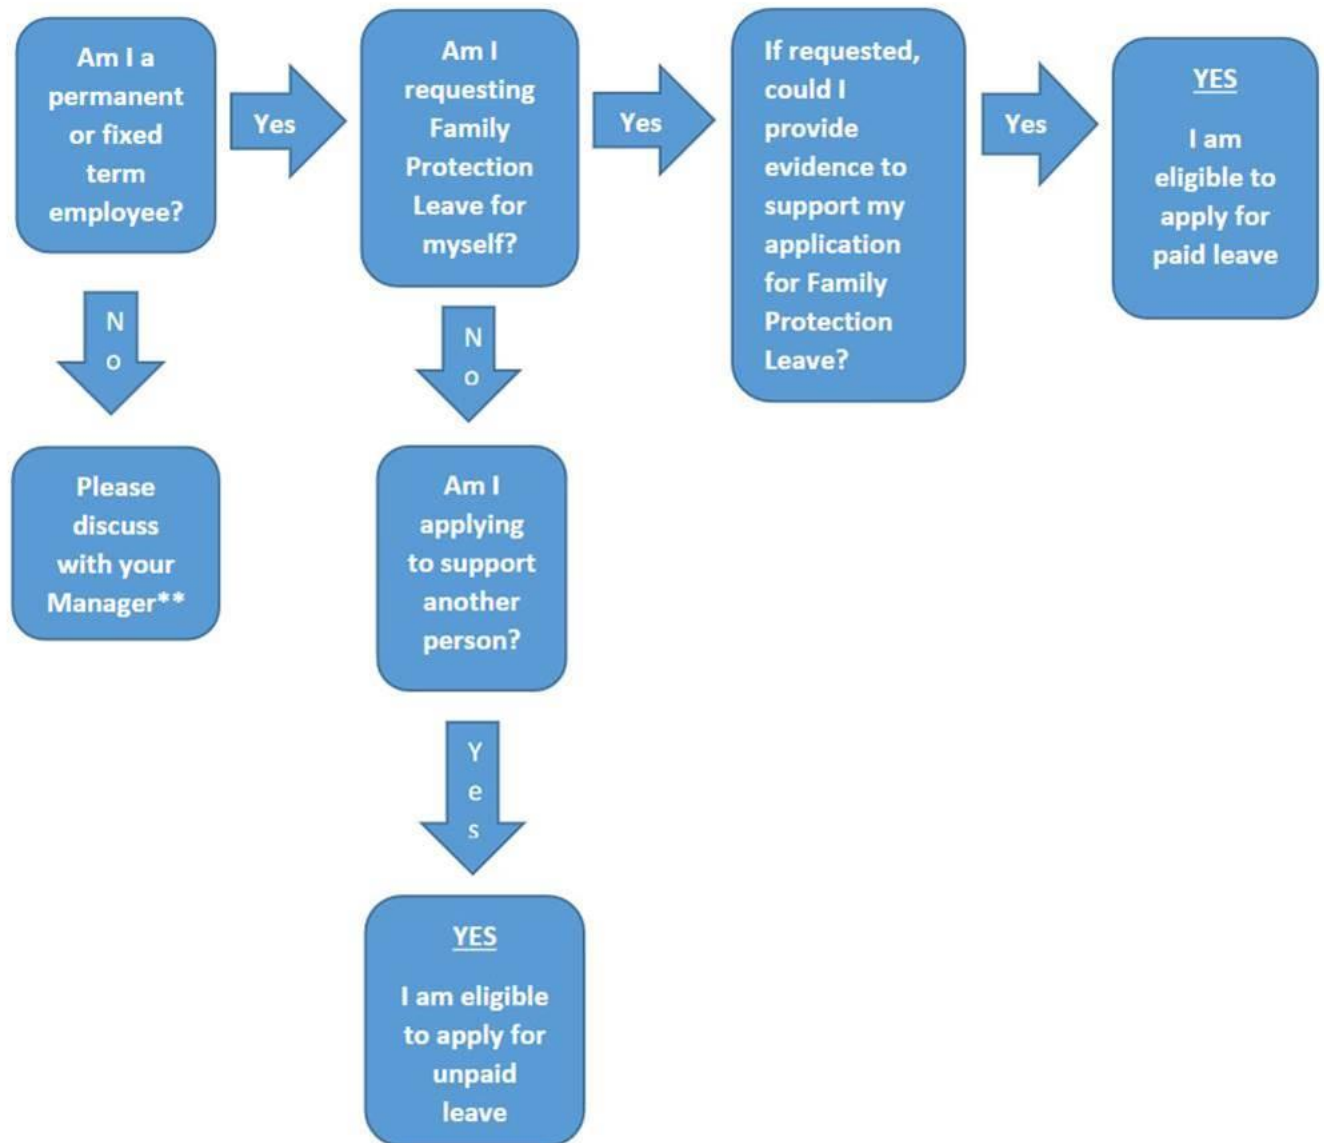 Am I a
permanent
or fixed
term
employee?
Yes
Am I
requesting
Family
Protection
Leave for
myself?
Yes
If requested,
could I
provide
evidence to
support my
application
for Family
Protection
Leave?
Yes
YES
I am
eligible to
apply for
paid leave
N
o
N
o
Please
discuss
with your
Manager**
Am I
applying
to support
another
person?
Y
e
s
YES
I am eligible
to apply for
unpaid
leave